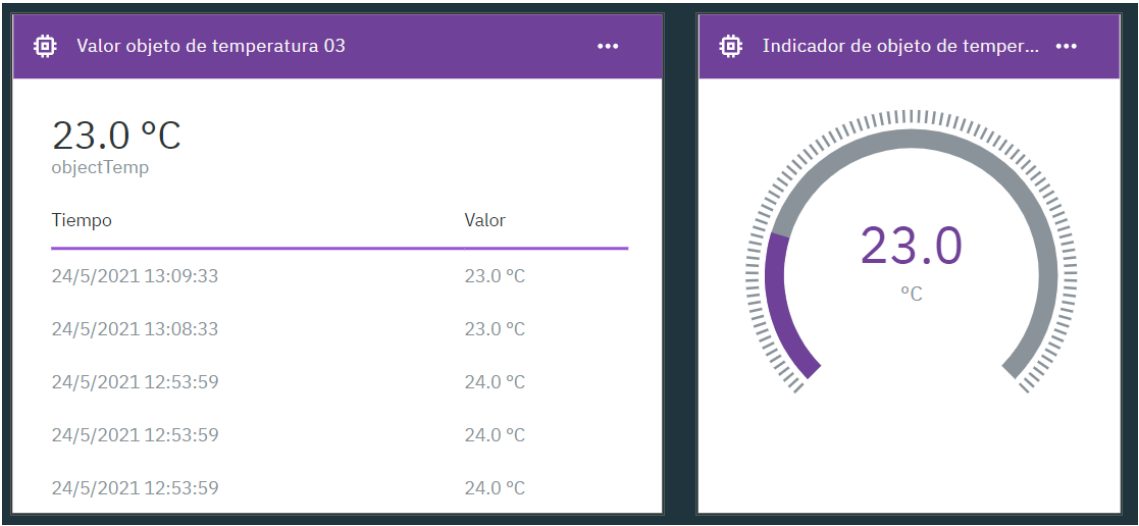 Valor objeto de temperatura 03
23.0 °C
objectTemp
Tiempo Valor
24/5/2021 13:09:33 23.0 °C
24/5/2021 13:08:33 23.0 °C
24/5/2021 12:53:59 24.0 °C
24/5/2021 12:53:59 24.0 °C
24/5/2021 12:53:59 24.0 °C
Indicador de objeto de temper...
23.0
°C